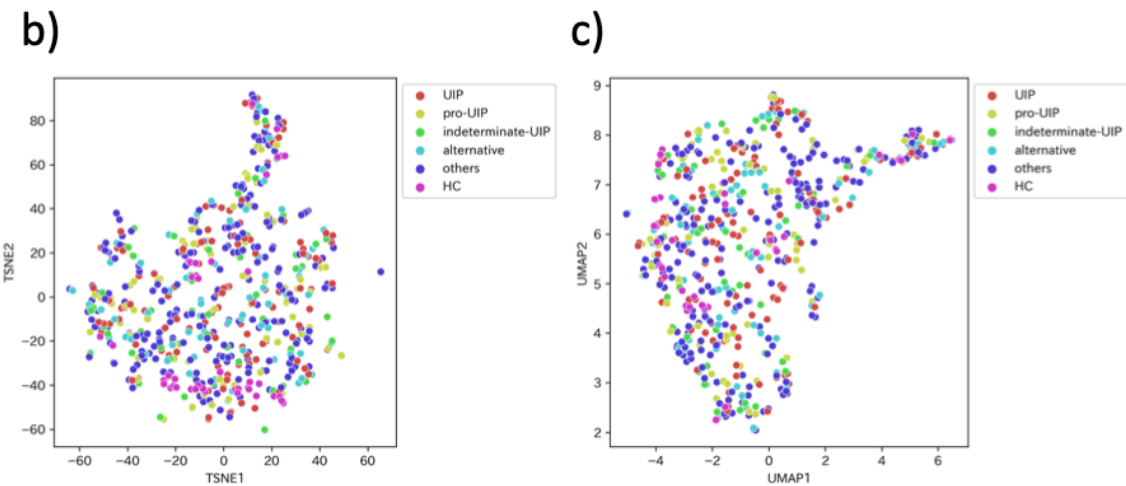 b)
c)
80
60
40
20
0
−20
−40
−60
TSNE2
−60
−40
−20
0
20
40
60
TSNE1
UIP
pro-UIP
indeterminate-UIP
alternative
others
HC
9
8
7
6
5
4
3
2
UMAP2
−4
−2
0
2
4
6
UMAP1
UIP
pro-UIP
indeterminate-UIP
alternative
others
HC